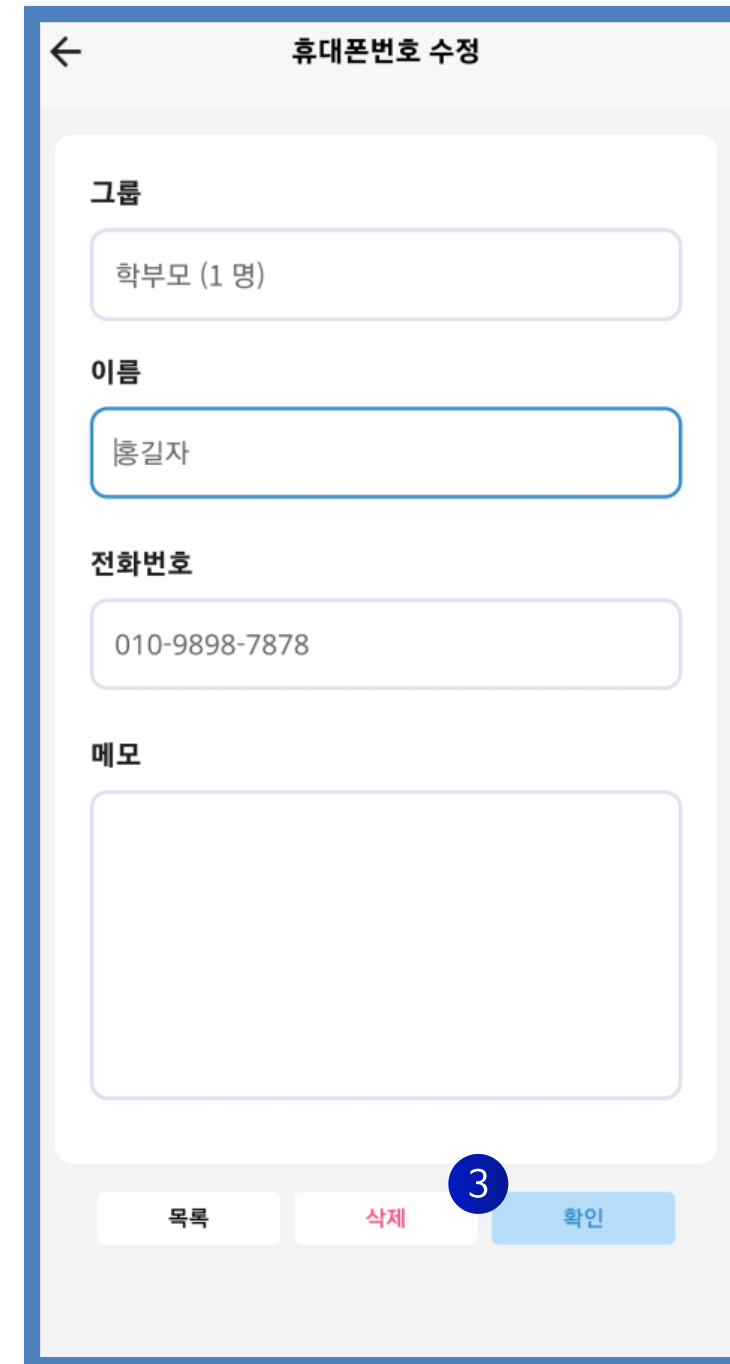 휴대폰번호 수정
그룹
학부모 (1 명)
이름
홍길자
전화번호
010-9898-7878
메모
3
목록 삭제 확인